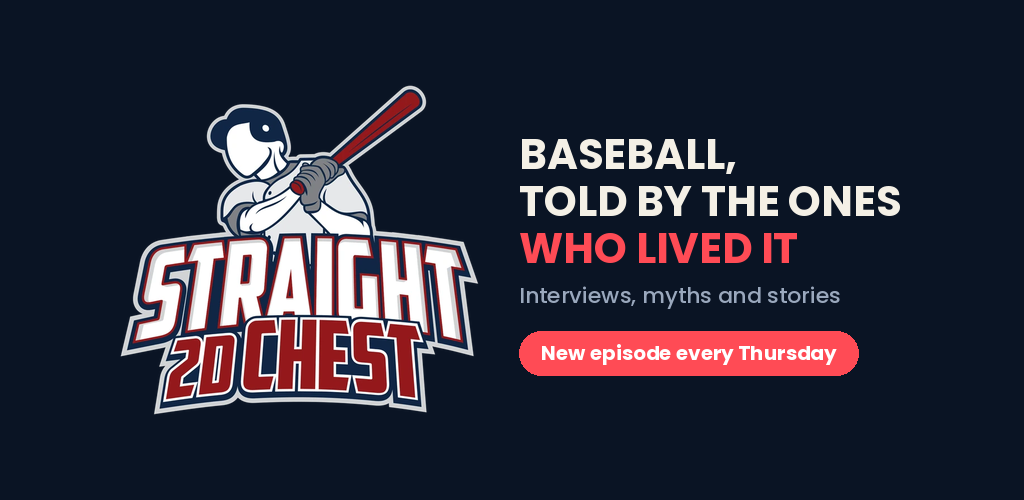 STRAIGHT
2D CHEST
BASEBALL,
TOLD BY THE ONES
WHO LIVED IT
Interviews, myths and stories
New episode every Thursday